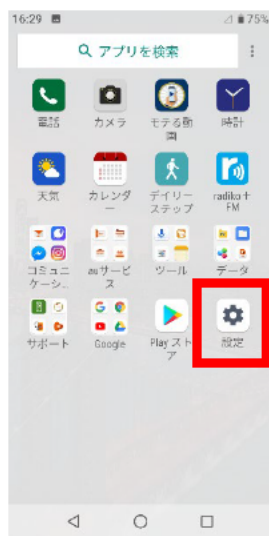 16:29
75%
アプリを検索
電話
カメラ
モテる動
画
時計
天気
カレンダ
ー
デイリー
ステップ
radiko＋
FM
コミュニ
ケーシ...
auサービ
ス
ツール
データ
サポート
Google
Play スト
ア
設定